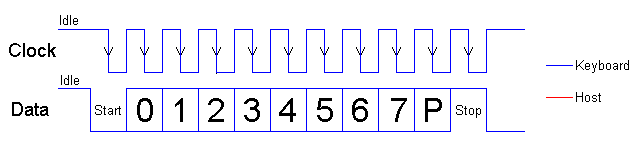 Idle
Clock
Keyboard
Idle
Host
Data
Start 0 1 2 3 4 5 6 7 P Stop